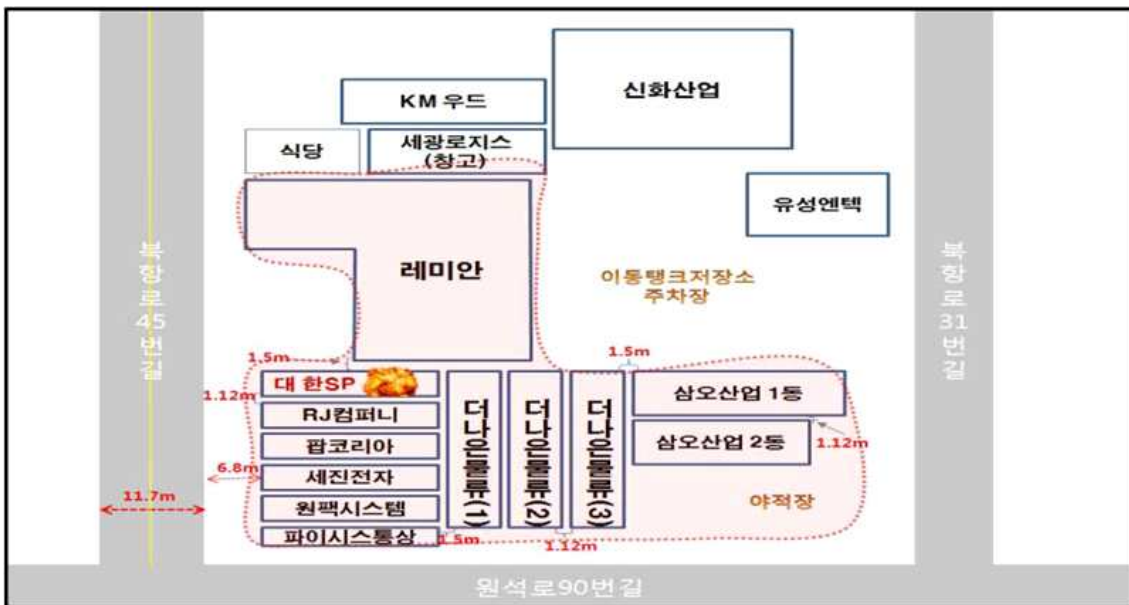 신화산업
KM 우드
식당
세광로지스
(창고)
유성엔텍
레미안
이동탱크저장소
주차장
북항로45번길
북항로31번길
1.5m
1.5m
대 한SP
1.12m
RJ컴퍼니
팝코리아
6.8m
세진전자
11.7m
원팩시스템
파이시스통상
더나은물류(1)
더나은물류(2)
더나은물류(3)
삼오산업 1동
삼오산업 2동
1.12m
야적장
1.5m
1.12m
원석로90번길